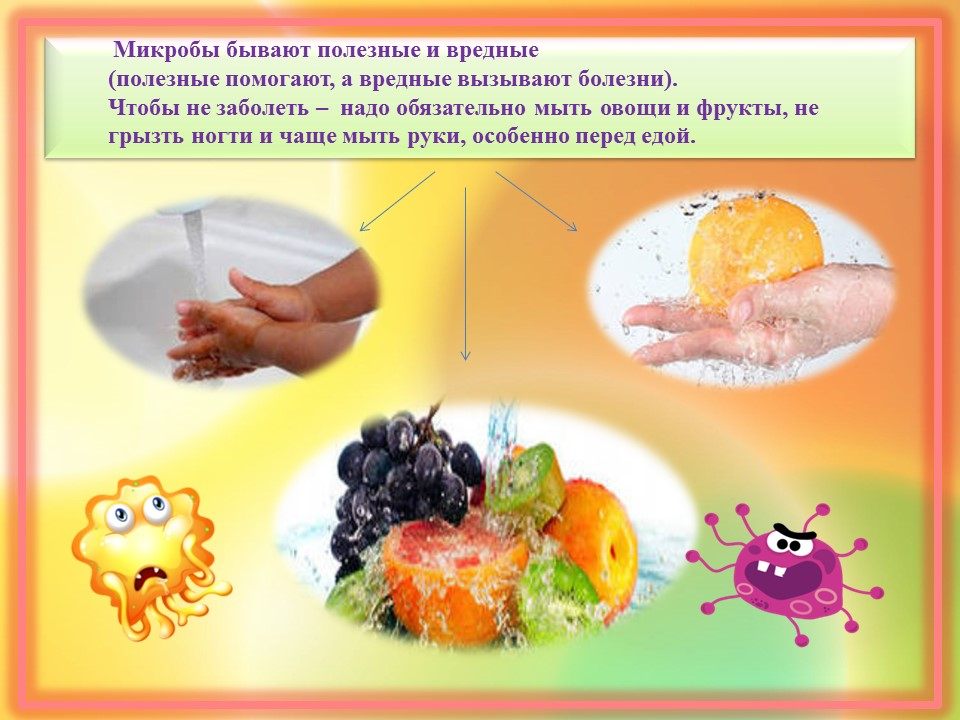 Микробы бывают полезные и вредные
(полезные помогают, а вредные вызывают болезни).
Чтобы не заболеть – надо обязательно мыть овощи и фрукты, не
грызть ногти и чаще мыть руки, особенно перед едой.